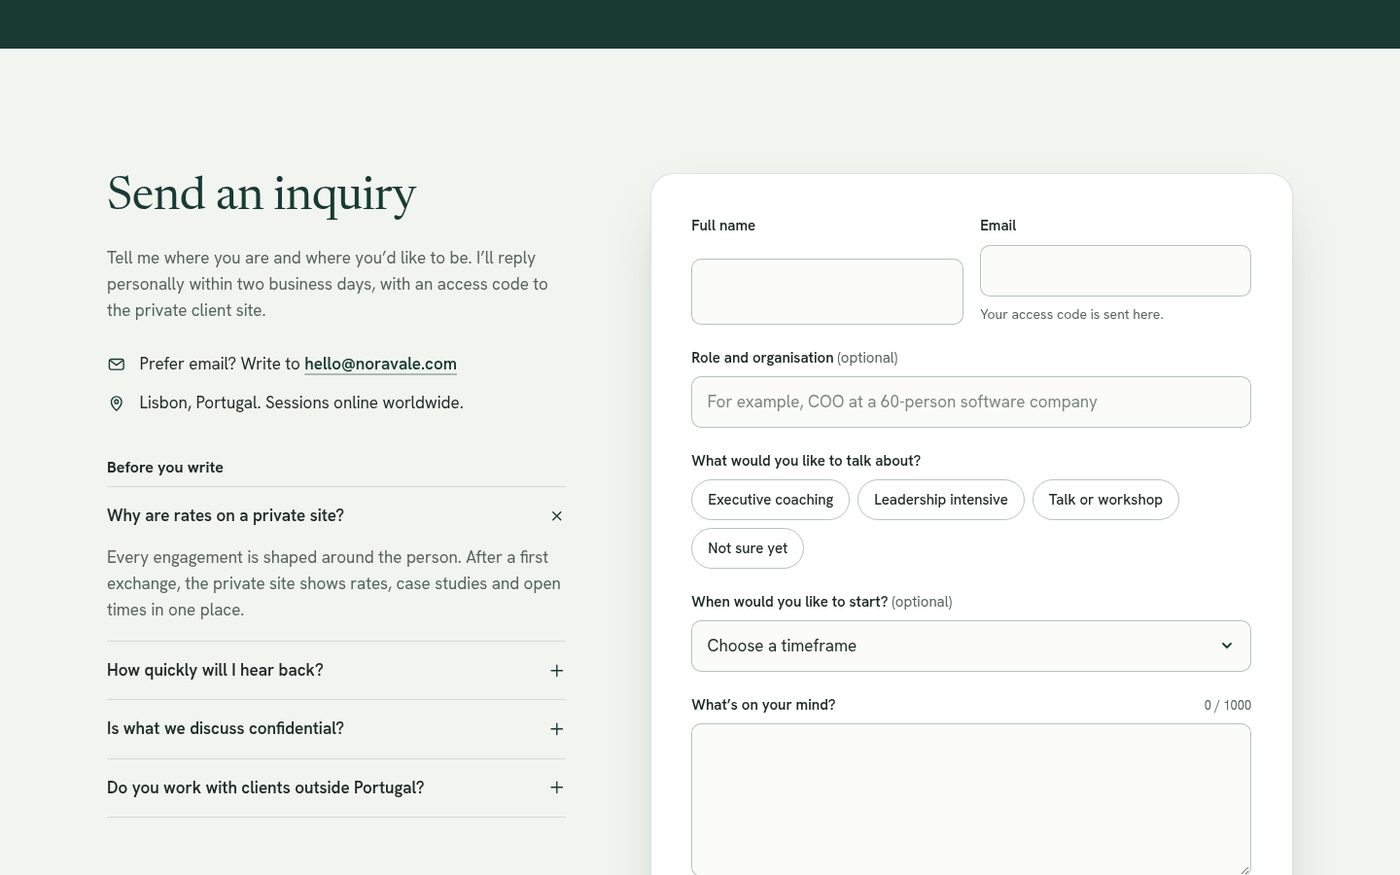 Send an inquiry
Tell me where you are and where you’d like to be. I’ll reply
personally within two business days, with an access code to
the private client site.
Prefer email? Write to hello@noravale.com
Lisbon, Portugal. Sessions online worldwide.
Before you write
Why are rates on a private site?
Every engagement is shaped around the person. After a first
exchange, the private site shows rates, case studies and open
times in one place.
How quickly will I hear back?
Is what we discuss confidential?
Do you work with clients outside Portugal?
Full name
Email
Your access code is sent here.
Role and organisation (optional)
For example, COO at a 60-person software company
What would you like to talk about?
Executive coaching
Leadership intensive
Talk or workshop
Not sure yet
When would you like to start? (optional)
Choose a timeframe
What’s on your mind?
0 / 1000